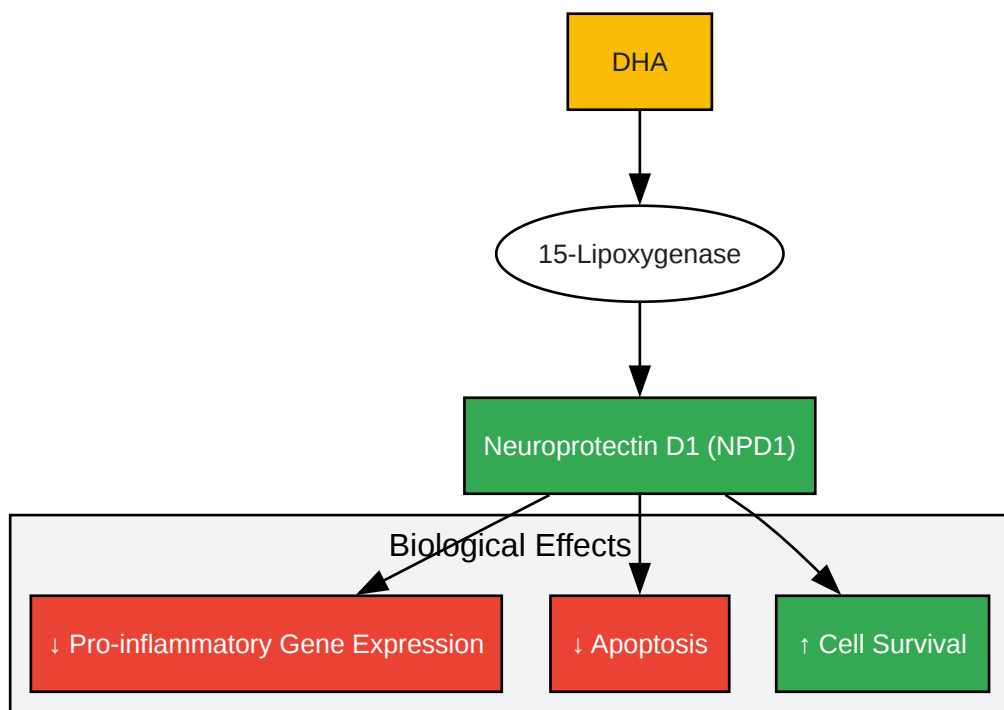 DHA
15-Lipoxygenase
Neuroprotectin D1 (NPD1)
Biological Effects
↓ Pro-inflammatory Gene Expression
↓ Apoptosis
↑ Cell Survival